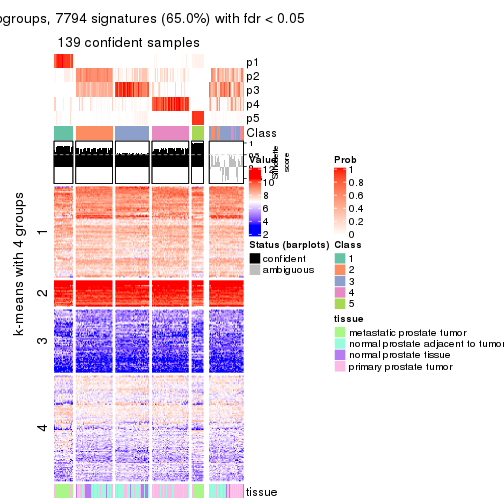 ogroups, 7794 signatures (65.0%) with fdr < 0.05
139 confident samples
p1
p2
p3
p4
p5
Class
1
0.5
Silhouette
score
Value
12
10
8
6
4
2
Prob
1
0.8
0.6
0.4
0.2
0
Status (barplots)
confident
ambiguous
Class
1
2
3
4
5
tissue
metastatic prostate tumor
normal prostate adjacent to tumor
normal prostate tissue
primary prostate tumor
k-means with 4 groups
1
2
3
4
tissue